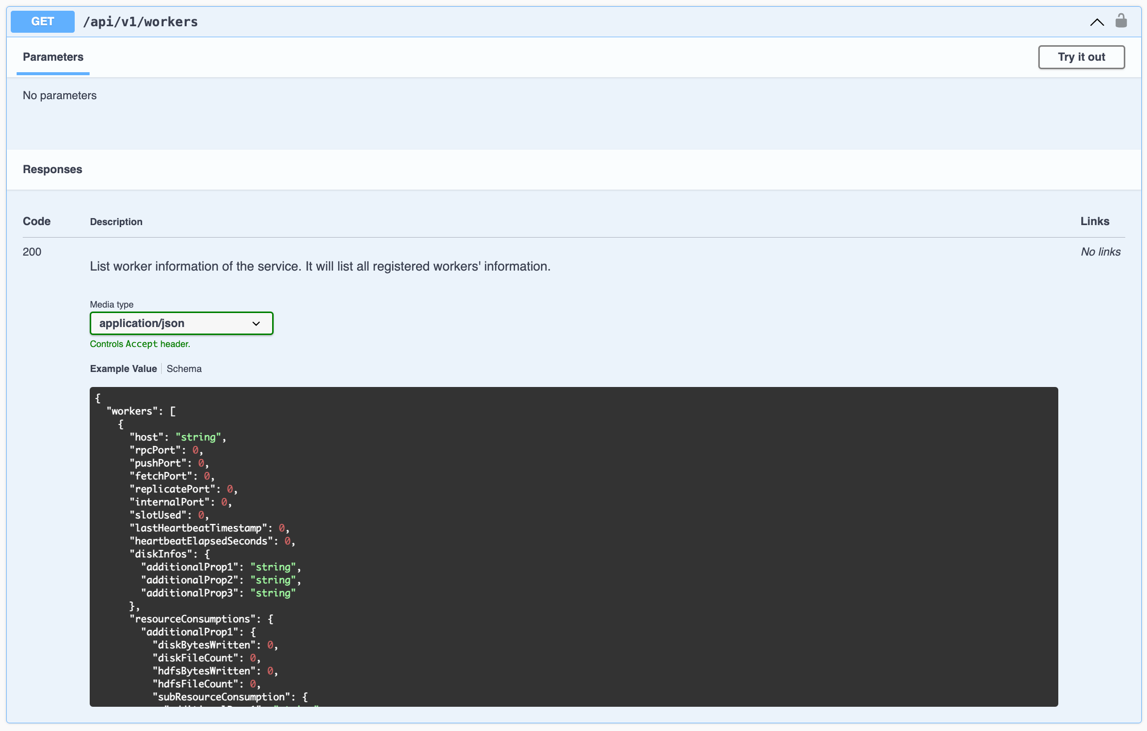 GET /api/v1/workers
Parameters Try it out
No parameters
Responses
Code Description Links
200 No links
List worker information of the service. It will list all registered workers' information.
Media type
application/json
Controls Accept header.
Example Value Schema
{
  "workers": [
    {
      "host": "string",
      "rpcPort": 0,
      "pushPort": 0,
      "fetchPort": 0,
      "replicatePort": 0,
      "internalPort": 0,
      "slotUsed": 0,
      "lastHeartbeatTimestamp": 0,
      "heartbeatElapsedSeconds": 0,
      "diskInfos": {
        "additionalProp1": "string",
        "additionalProp2": "string",
        "additionalProp3": "string"
      },
      "resourceConsumptions": {
        "additionalProp1": {
          "diskBytesWritten": 0,
          "diskFileCount": 0,
          "hdfsBytesWritten": 0,
          "hdfsFileCount": 0,
          "subResourceConsumption": {